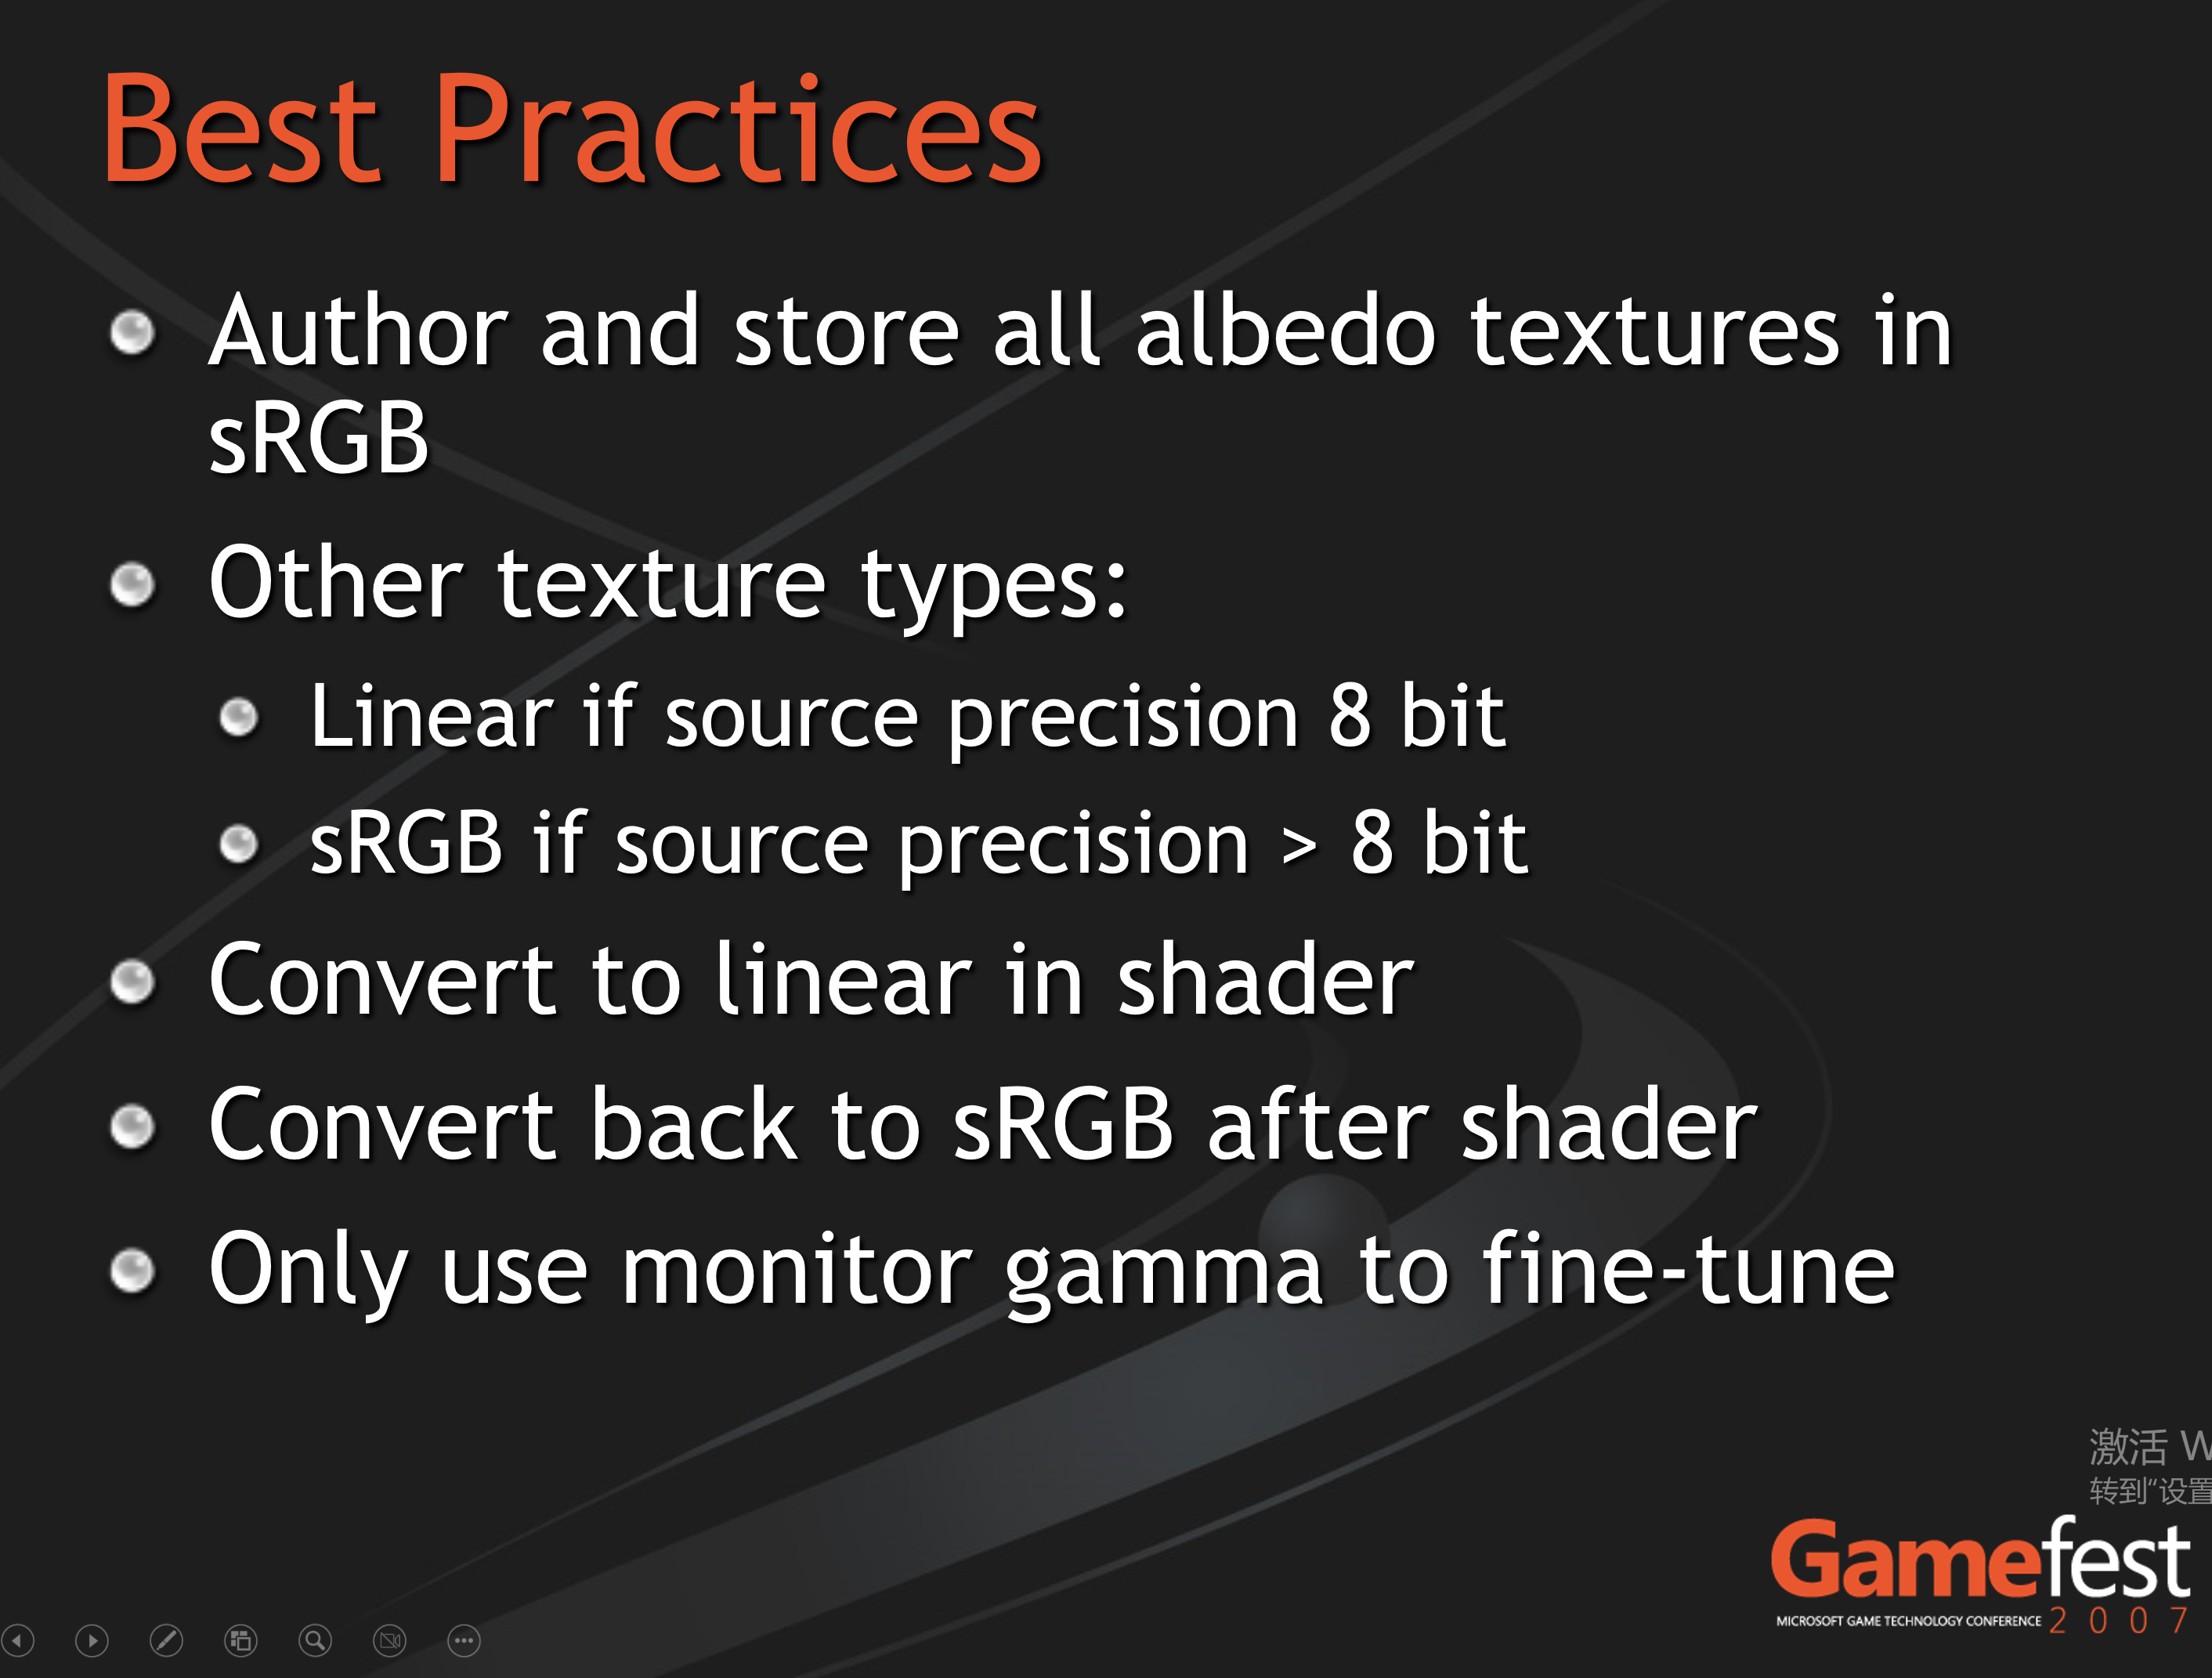 Best Practices
Author and store all albedo textures in
sRGB
Other texture types:
Linear if source precision 8 bit
sRGB if source precision > 8 bit
Convert to linear in shader
Convert back to sRGB after shader
Only use monitor gamma to fine-tune
激活 W
转到"设置
Gamefest
MICROSOFT GAME TECHNOLOGY CONFERENCE 2007